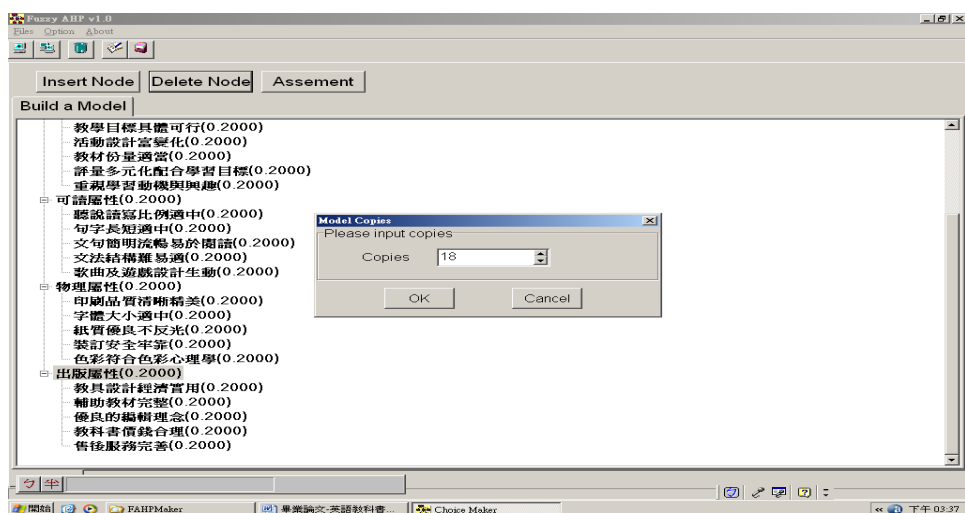 Fuzzy AHP v1.0
Files Option About
Insert Node Delete Node Assement
Build a Model
教學目標具體可行(0.2000)
活動設計富變化(0.2000)
教材份量適當(0.2000)
評量多元化配合學習目標(0.2000)
重視學習動機與興趣(0.2000)
可讀屬性(0.2000)
聽說讀寫比例適中(0.2000)
句字長短適中(0.2000)
文句簡明流暢易於閱讀(0.2000)
文法結構難易適(0.2000)
歌曲及遊戲設計生動(0.2000)
物理屬性(0.2000)
印刷品質清晰精美(0.2000)
字體大小適中(0.2000)
紙質優良不反光(0.2000)
裝訂安全牢靠(0.2000)
色彩符合色彩心理學(0.2000)
出版屬性(0.2000)
教具設計經濟實用(0.2000)
輔助教材完整(0.2000)
優良的編輯理念(0.2000)
教科書價錢合理(0.2000)
售後服務完善(0.2000)
Model Copies
Please input copies
Copies 18
OK Cancel
ㄅ 半
開始 FAHPMaker 畢業論文-英語教科書... Choice Maker 下午 03:37